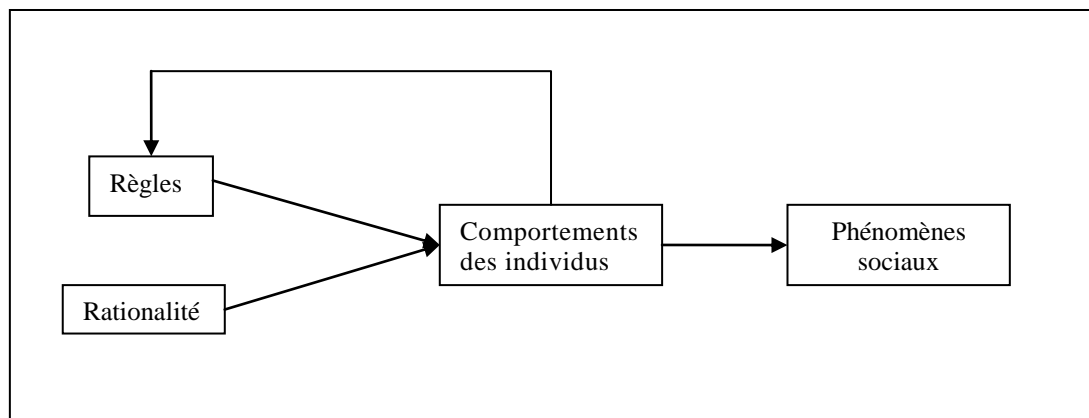 Règles
Comportements
des individus
Phénomènes
sociaux
Rationalité